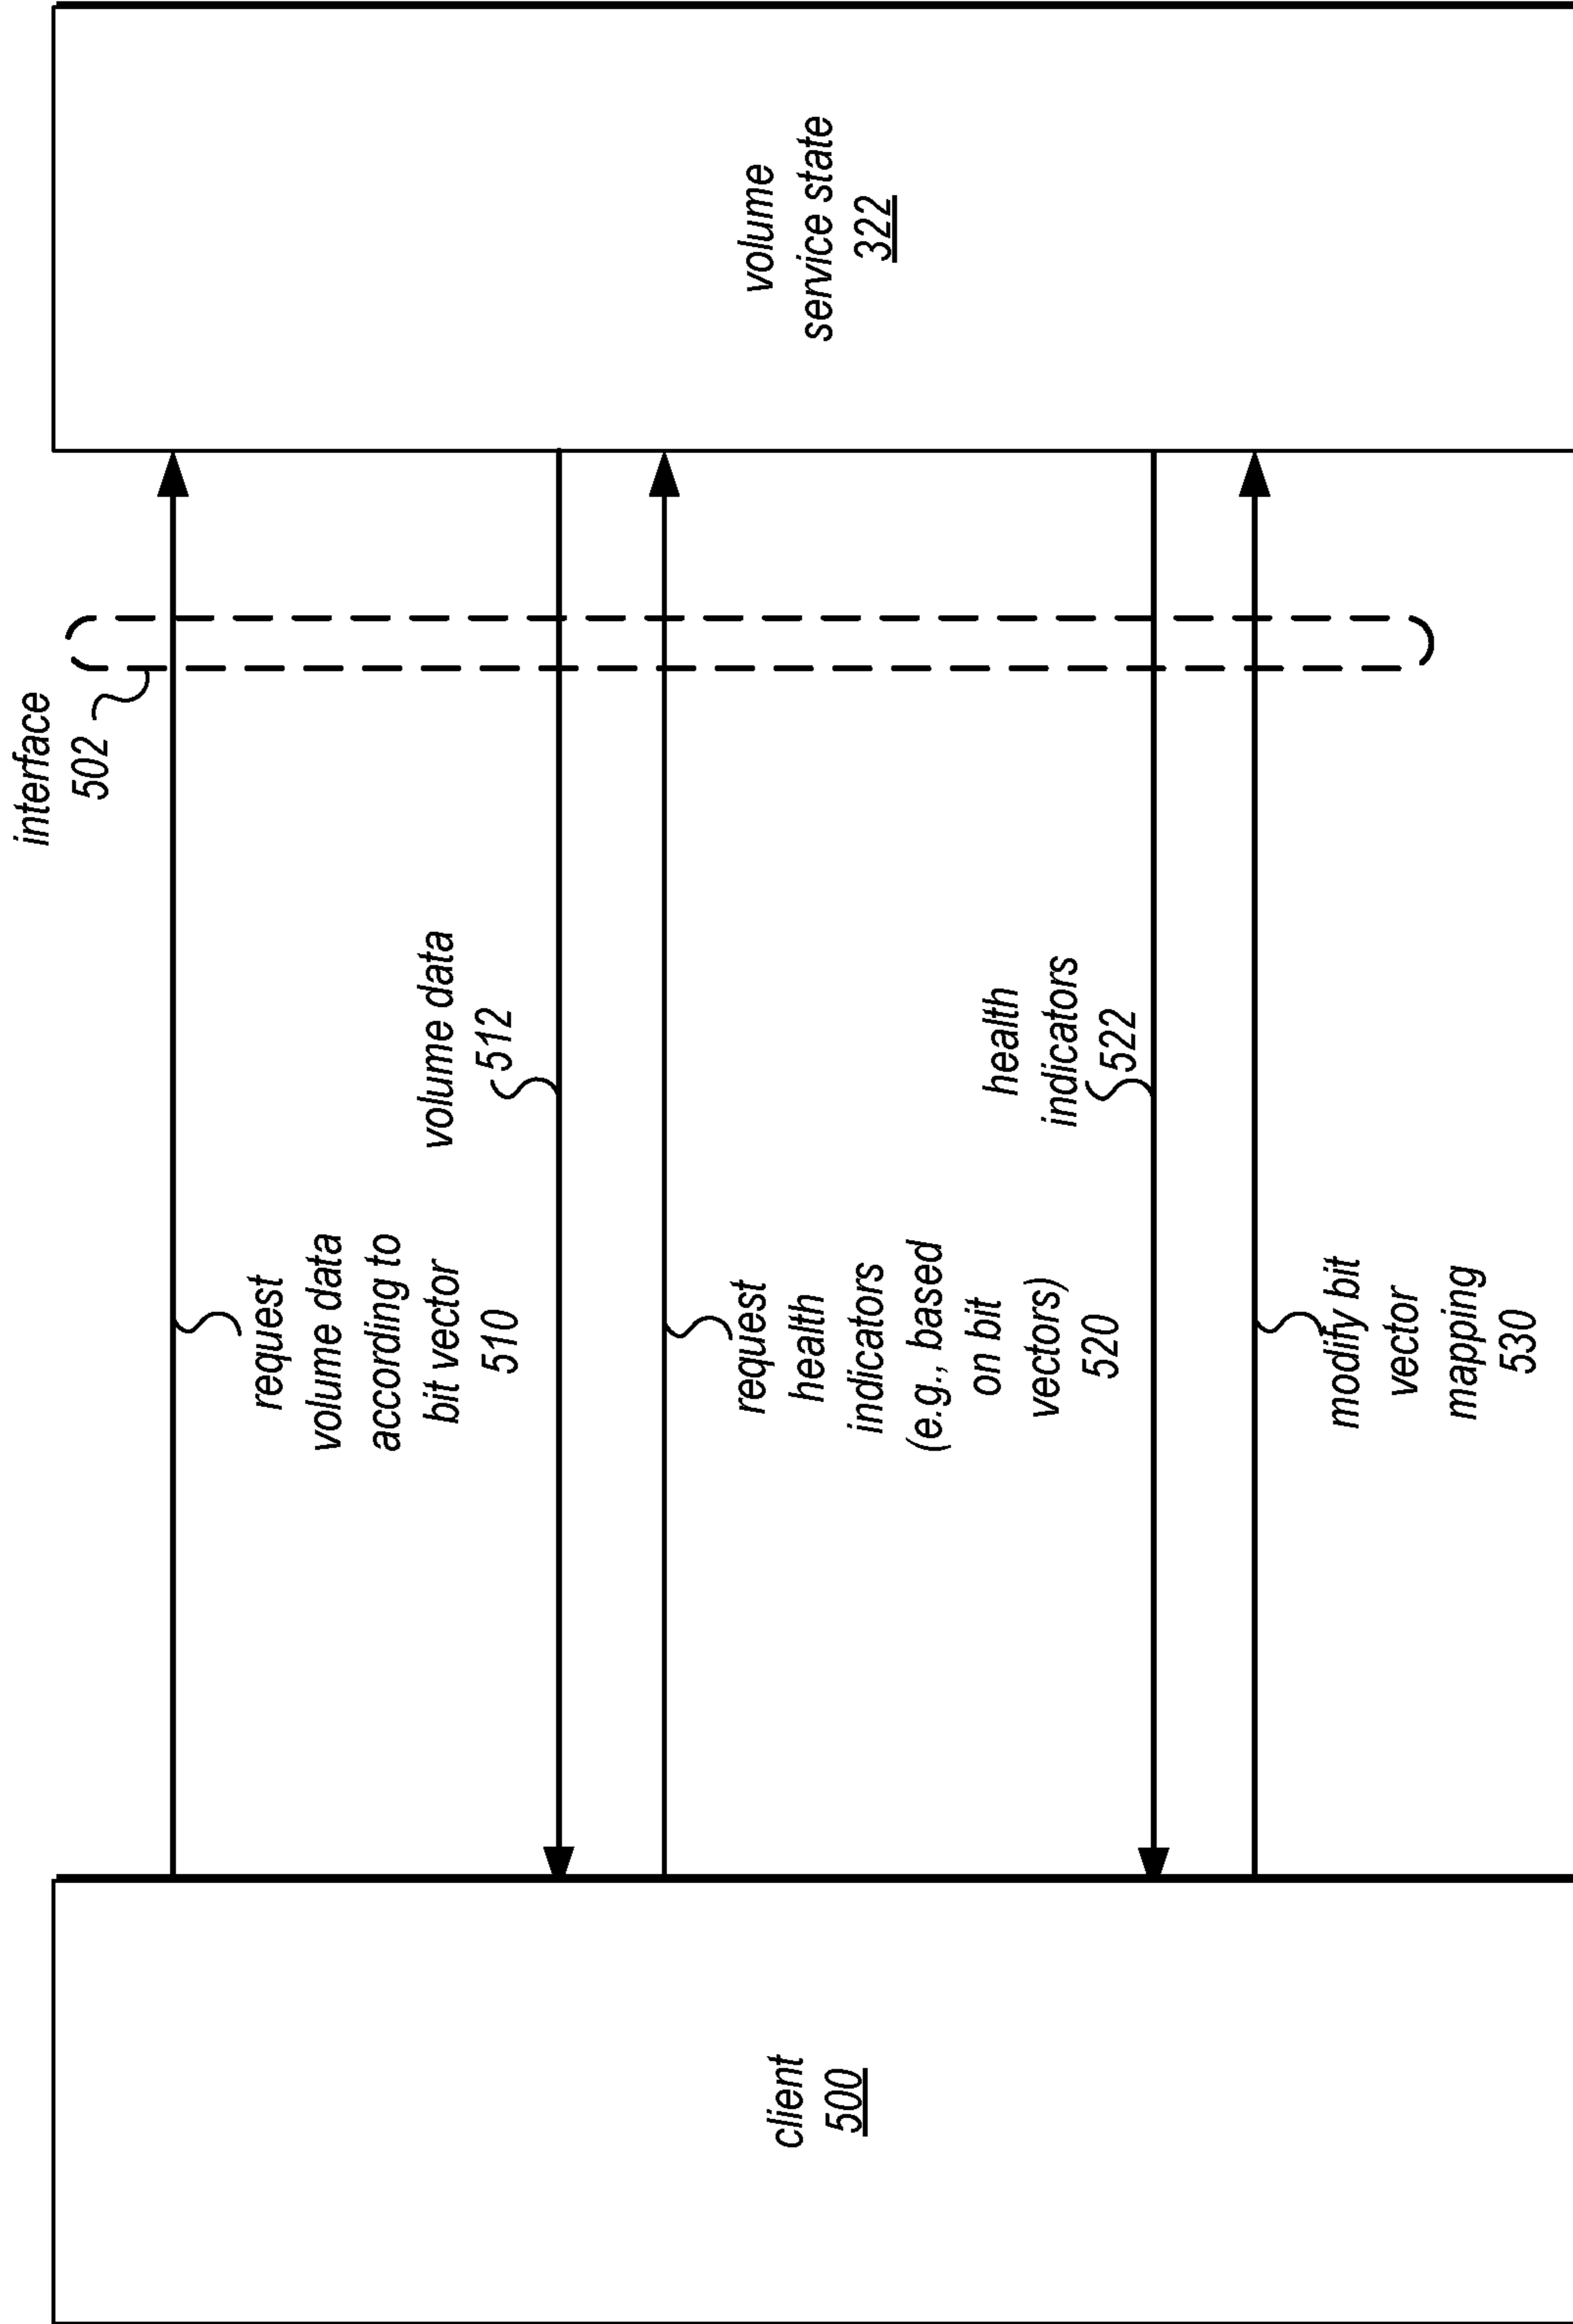 interface
502
client
500
volume
service state
322
request
volume data
according to
bit vector
510
volume data
512
request
health
indicators
(e.g., based
on bit
vectors)
520
health
indicators
522
modify bit
vector
mapping
530